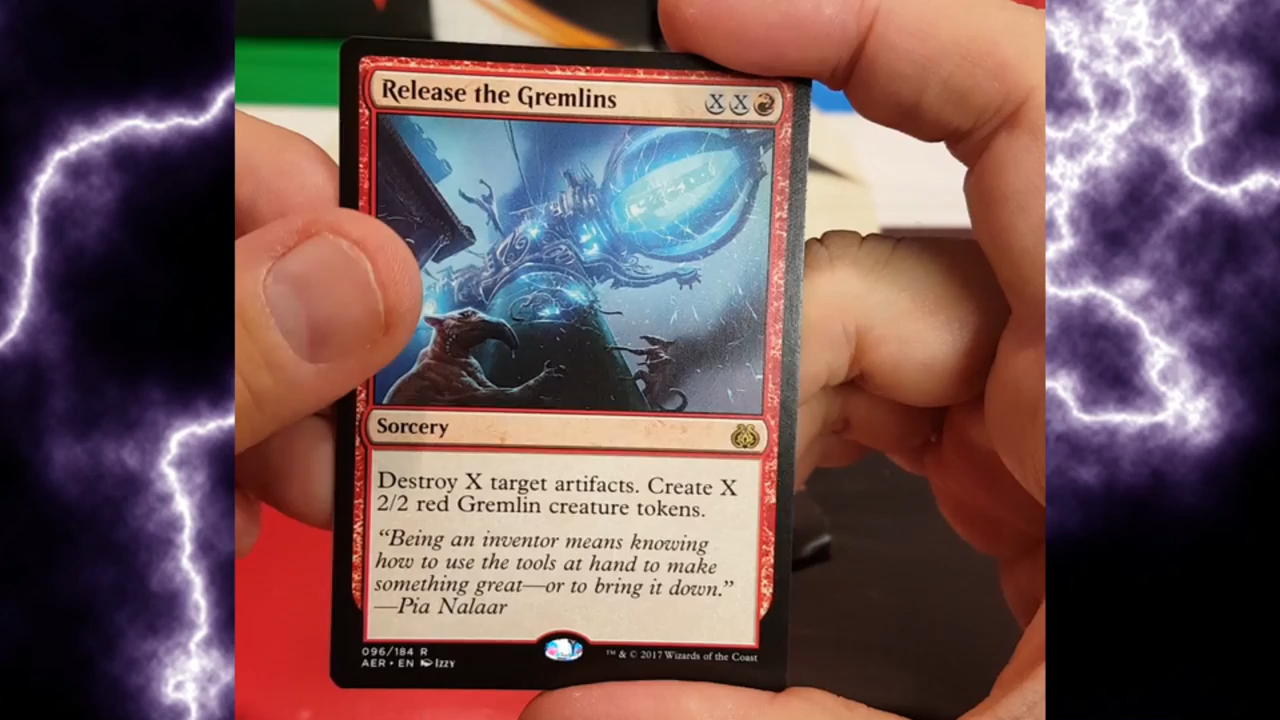 Release the Gremlins XX
Sorcery
Destroy X target artifacts. Create X
2/2 red Gremlin creature tokens.
“Being an inventor means knowing
how to use the tools at hand to make
something great—or to bring it down.”
—Pia Nalaar
096/184 R
AER • EN Izzy
™ & © 2017 Wizards of the Coast